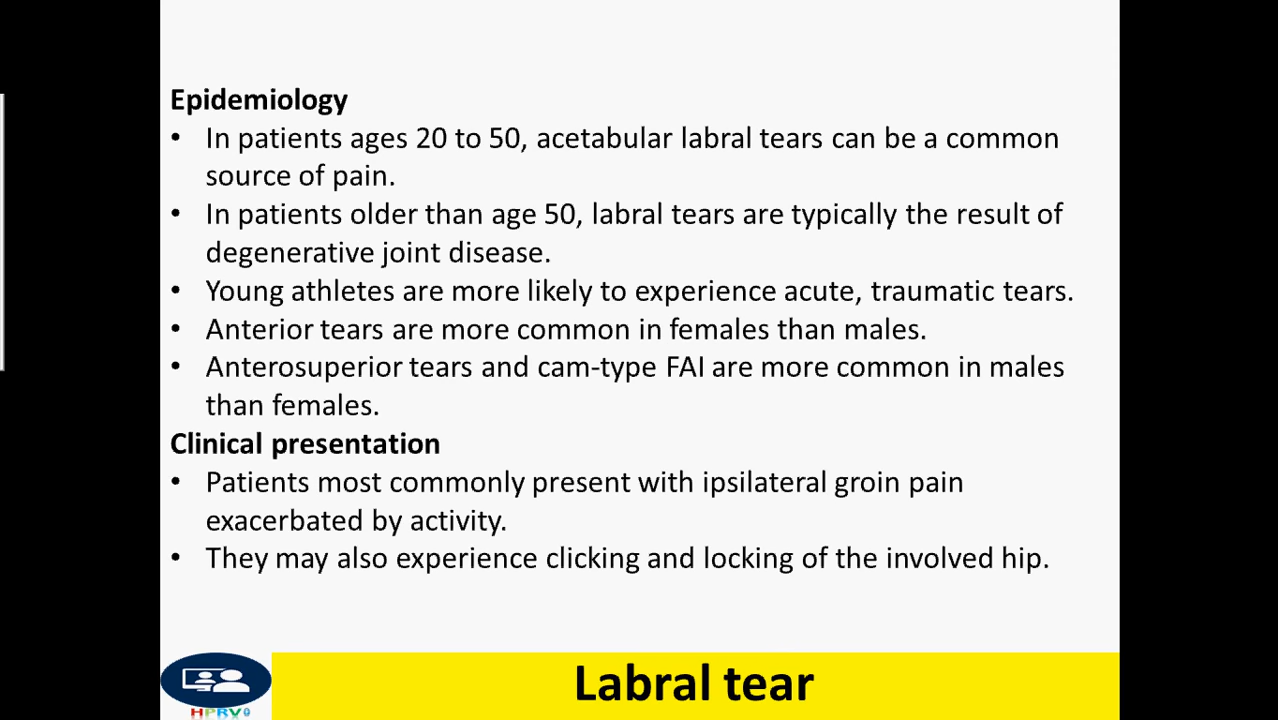 Epidemiology
• In patients ages 20 to 50, acetabular labral tears can be a common
source of pain.
• In patients older than age 50, labral tears are typically the result of
degenerative joint disease.
• Young athletes are more likely to experience acute, traumatic tears.
• Anterior tears are more common in females than males.
• Anterosuperior tears and cam-type FAI are more common in males
than females.
Clinical presentation
• Patients most commonly present with ipsilateral groin pain
exacerbated by activity.
• They may also experience clicking and locking of the involved hip.
Labral tear